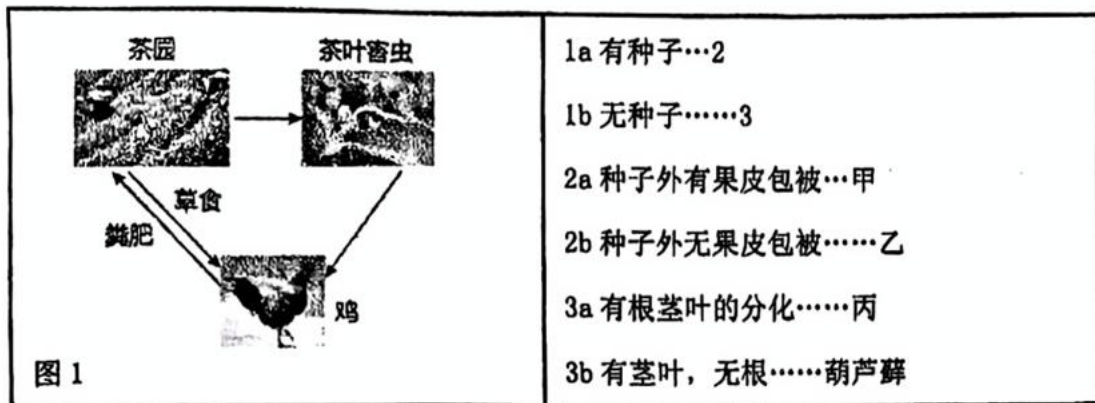 茶园
茶叶害虫
草食
粪肥
鸡
图1
1a 有种子…2
1b 无种子……3
2a 种子外有果皮包被…甲
2b 种子外无果皮包被……乙
3a 有根茎叶的分化……丙
3b 有茎叶，无根……葫芦藓